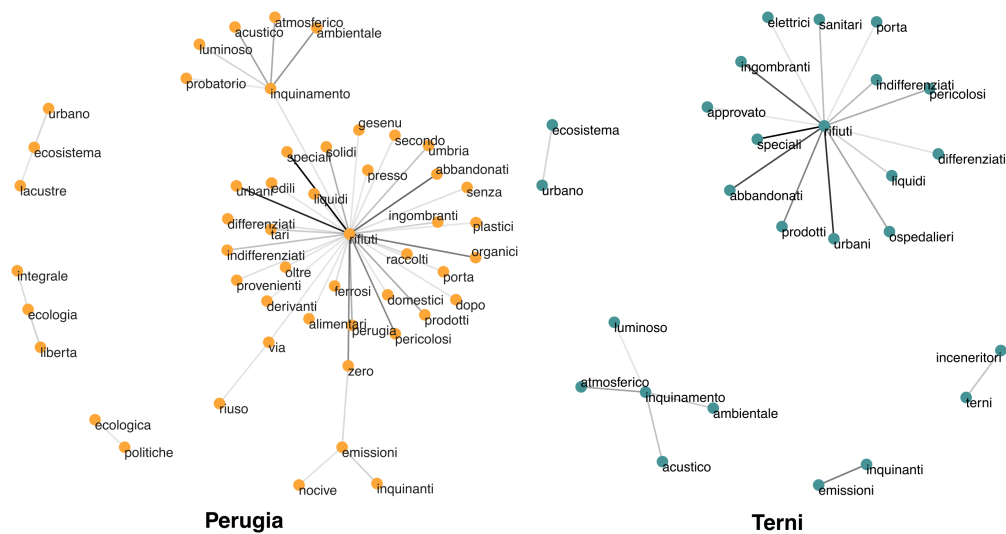 atmosferico
acustico
ambientale
luminoso
probatorio
inquinamento
urbano
ecosistema
lacustre
gesenu
secondo
umbria
speciali
solidi
presso
abbandonati
urbani
edili
liquidi
senza
ingombranti
plastici
differenziati
tari
rifiuti
indifferenziati
raccolti
organici
oltre
porta
provenienti
ferrosi
domestici
dopo
derivanti
prodotti
alimentari
perugia
pericolosi
integrale
ecologia
liberta
via
zero
riuso
ecologica
politiche
emissioni
nocive
inquinanti
Perugia
elettrici
sanitari
porta
ingombranti
indifferenziati
pericolosi
approvato
rifiuti
speciali
differenziati
liquidi
abbandonati
prodotti
urbani
ospedalieri
ecosistema
urbano
luminoso
atmosferico
inquinamento
ambientale
acustico
inceneritori
terni
inquinanti
emissioni
Terni